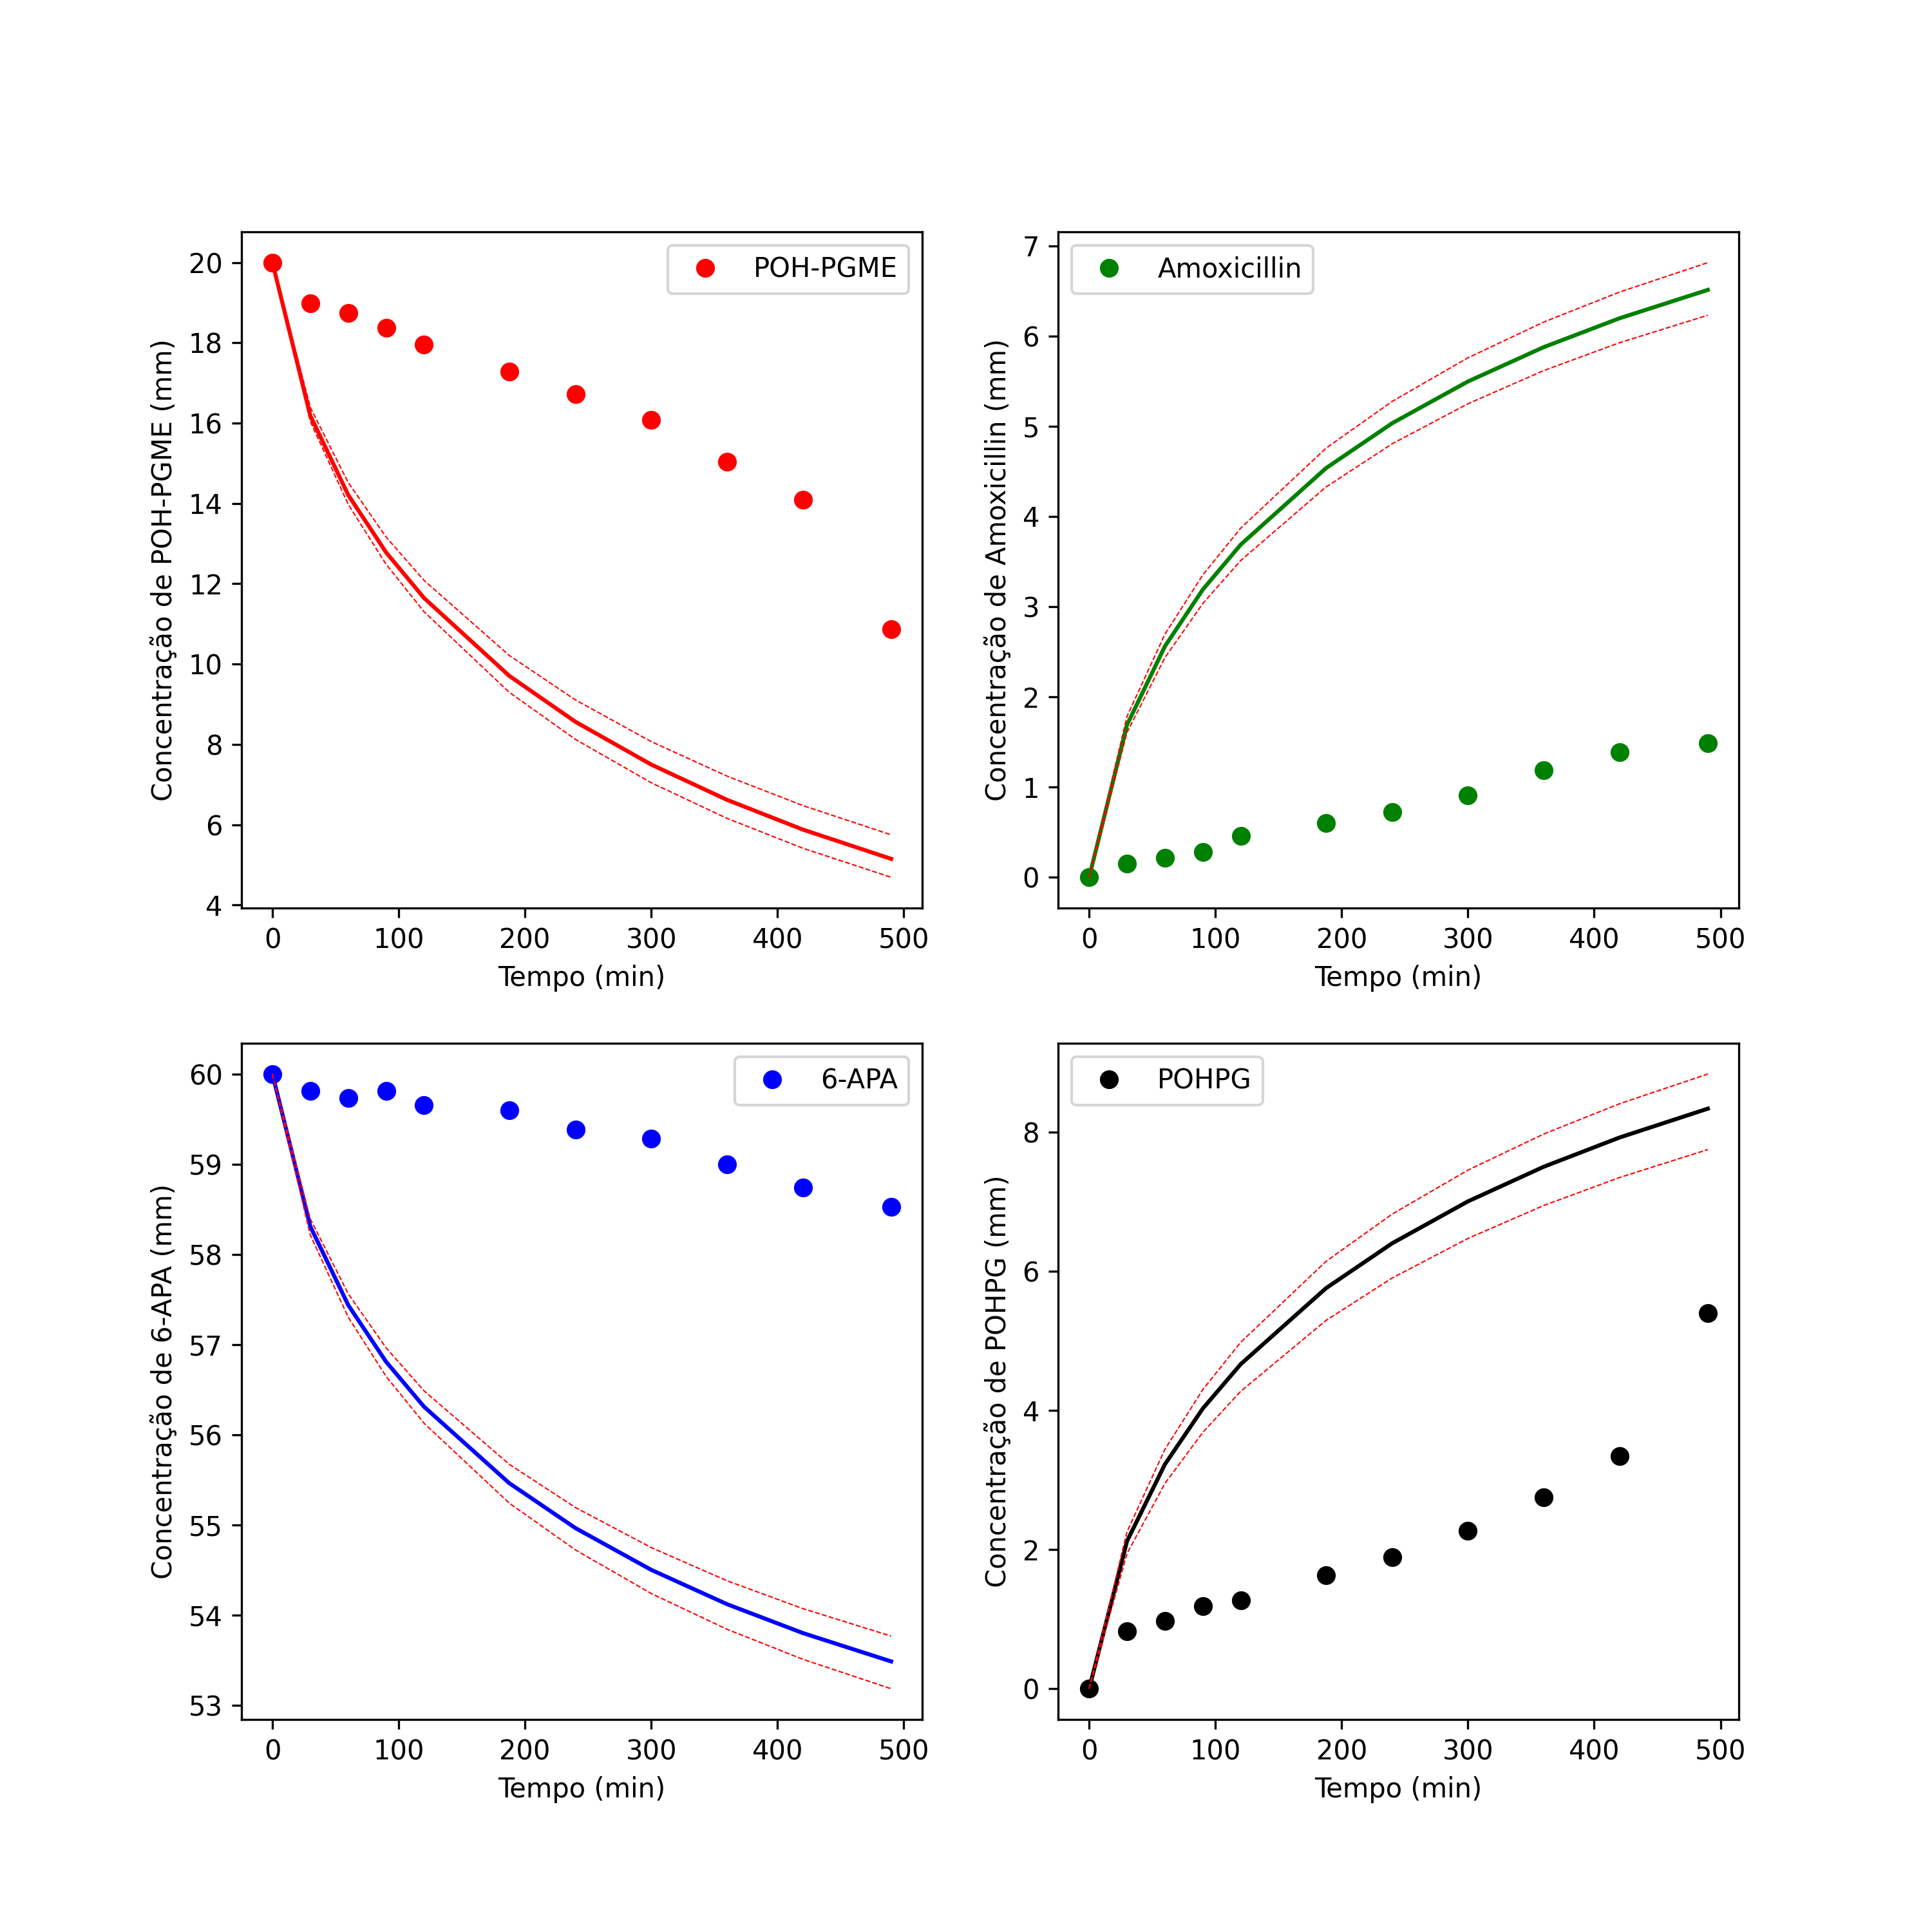 POH-PGME
Concentração de POH-PGME (mm)
20
18
16
14
12
10
8
6
4
0 100 200 300 400 500
Tempo (min)
Amoxicillin
Concentração de Amoxicillin (mm)
7
6
5
4
3
2
1
0
0 100 200 300 400 500
Tempo (min)
6-APA
Concentração de 6-APA (mm)
60
59
58
57
56
55
54
53
0 100 200 300 400 500
Tempo (min)
POHPG
Concentração de POHPG (mm)
8
6
4
2
0
0 100 200 300 400 500
Tempo (min)